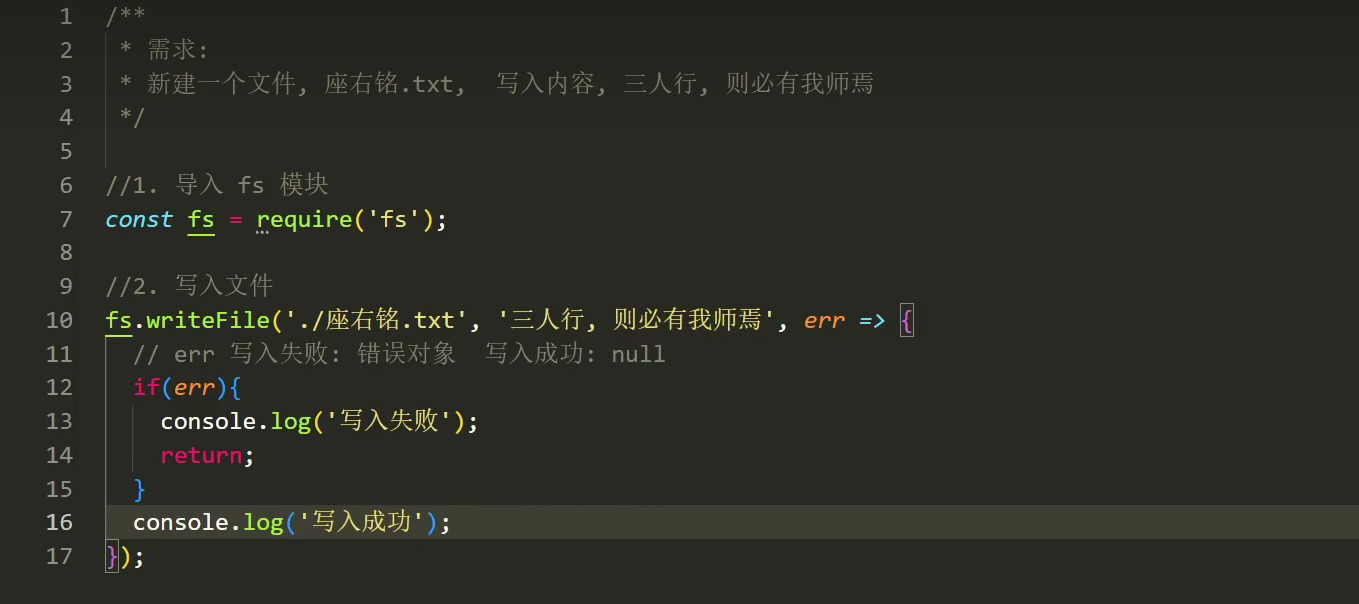 1 /**
2  * 需求:
3  * 新建一个文件, 座右铭.txt,  写入内容, 三人行, 则必有我师焉
4  */
5
6 //1. 导入 fs 模块
7 const fs = require('fs');
8
9 //2. 写入文件
10 fs.writeFile('./座右铭.txt', '三人行, 则必有我师焉', err => {
11   // err 写入失败: 错误对象  写入成功: null
12   if(err){
13     console.log('写入失败');
14     return;
15   }
16   console.log('写入成功');
17 });